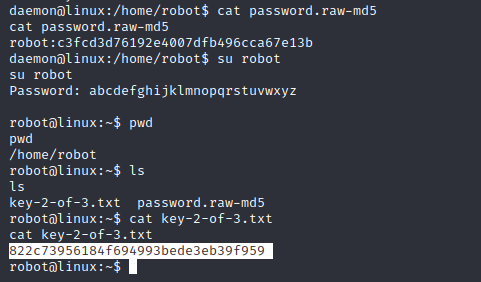 daemon@linux:/home/robot$ cat password.raw-md5
cat password.raw-md5
robot:c3fcd3d76192e4007dfb496cca67e13b
daemon@linux:/home/robot$ su robot
su robot
Password: abcdefghijklmnopqrstuvwxyz
robot@linux:~$ pwd
pwd
/home/robot
robot@linux:~$ ls
ls
key-2-of-3.txt  password.raw-md5
robot@linux:~$ cat key-2-of-3.txt
cat key-2-of-3.txt
822c73956184f694993bede3eb39f959
robot@linux:~$